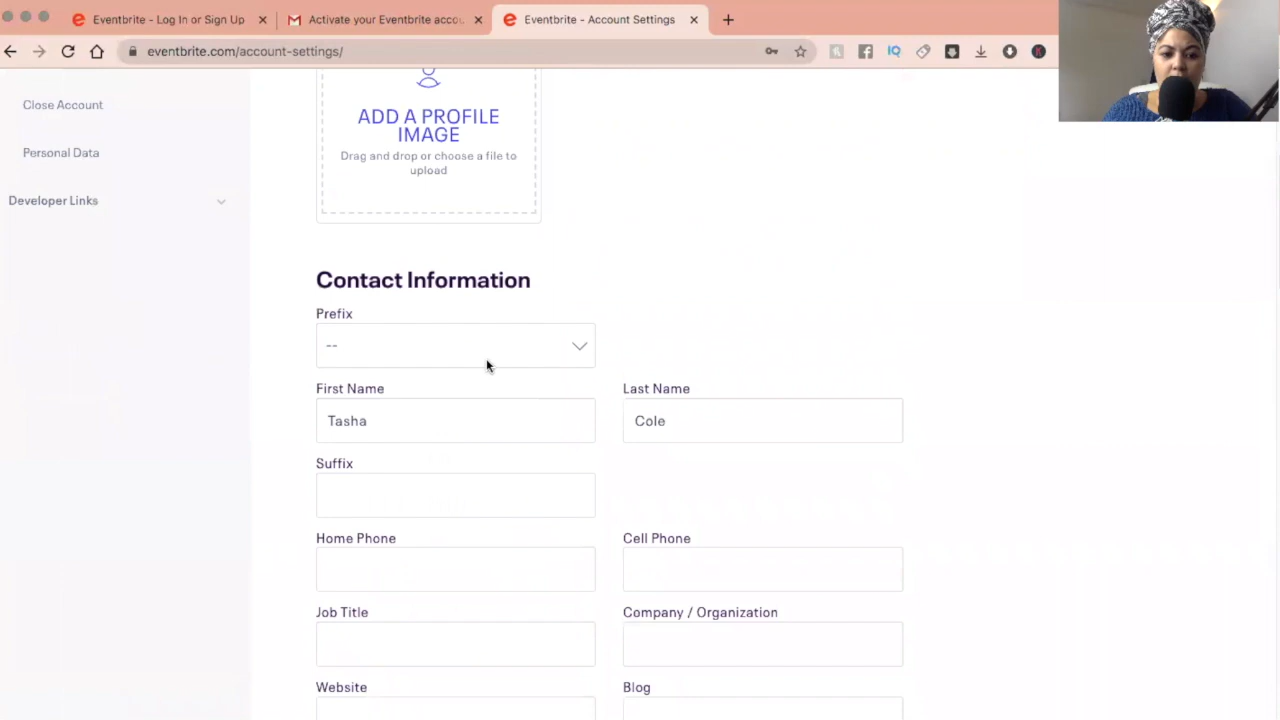 Eventbrite - Log In or Sign Up
Activate your Eventbrite accou
Eventbrite - Account Settings
eventbrite.com/account-settings/
Close Account
Personal Data
Developer Links
ADD A PROFILE
IMAGE
Drag and drop or choose a file to
upload
Contact Information
Prefix
--
First Name
Last Name
Tasha
Cole
Suffix
Home Phone
Cell Phone
Job Title
Company / Organization
Website
Blog